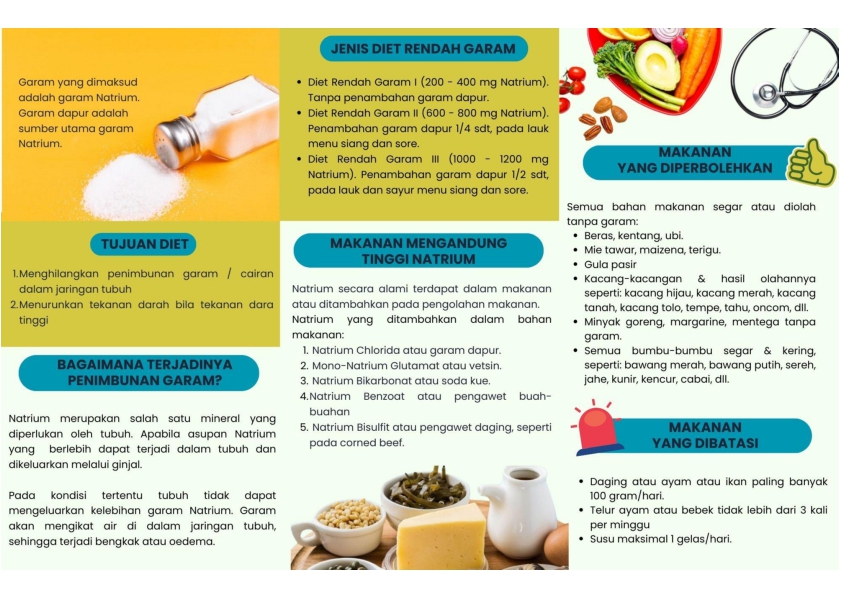 Garam yang dimaksud
adalah garam Natrium.
Garam dapur adalah
sumber utama garam
Natrium.
TUJUAN DIET
1.Menghilangkan penimbunan garam / cairan
dalam jaringan tubuh
2.Menurunkan tekanan darah bila tekanan dara
tinggi
BAGAIMANA TERJADINYA
PENIMBUNAN GARAM?
Natrium merupakan salah satu mineral yang
diperlukan oleh tubuh. Apabila asupan Natrium
yang berlebih dapat terjadi dalam tubuh dan
dikeluarkan melalui ginjal.
Pada kondisi tertentu tubuh tidak dapat
mengeluarkan kelebihan garam Natrium. Garam
akan mengikat air di dalam jaringan tubuh,
sehingga terjadi bengkak atau oedema.
JENIS DIET RENDAH GARAM
• Diet Rendah Garam I (200 - 400 mg Natrium).
Tanpa penambahan garam dapur.
• Diet Rendah Garam II (600 - 800 mg Natrium).
Penambahan garam dapur 1/4 sdt, pada lauk
menu siang dan sore.
• Diet Rendah Garam III (1000 - 1200 mg
Natrium). Penambahan garam dapur 1/2 sdt,
pada lauk dan sayur menu siang dan sore.
MAKANAN MENGANDUNG
TINGGI NATRIUM
Natrium secara alami terdapat dalam makanan
atau ditambahkan pada pengolahan makanan.
Natrium yang ditambahkan dalam bahan
makanan:
1. Natrium Chlorida atau garam dapur.
2. Mono-Natrium Glutamat atau vetsin.
3. Natrium Bikarbonat atau soda kue.
4.Natrium Benzoat atau pengawet buah-
buahan
5. Natrium Bisulfit atau pengawet daging, seperti
pada corned beef.
MAKANAN
YANG DIPERBOLEHKAN
Semua bahan makanan segar atau diolah
tanpa garam:
• Beras, kentang, ubi.
• Mie tawar, maizena, terigu.
• Gula pasir
• Kacang-kacangan & hasil olahannya
seperti: kacang hijau, kacang merah, kacang
tanah, kacang tolo, tempe, tahu, oncom, dll.
• Minyak goreng, margarine, mentega tanpa
garam.
• Semua bumbu-bumbu segar & kering,
seperti: bawang merah, bawang putih, sereh,
jahe, kunir, kencur, cabai, dll.
MAKANAN
YANG DIBATASI
• Daging atau ayam atau ikan paling banyak
100 gram/hari.
• Telur ayam atau bebek tidak lebih dari 3 kali
per minggu
• Susu maksimal 1 gelas/hari.